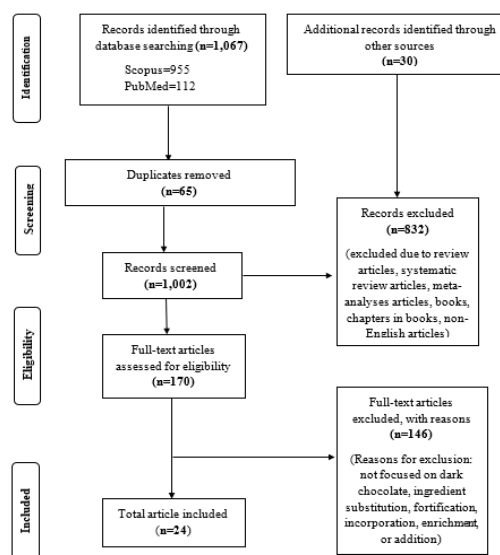 Identification
Records identified through
database searching (n=1,067)
Scopus=955
PubMed=112
Additional records identified through
other sources
(n=30)
Screening
Duplicates removed
(n=65)
Records screened
(n=1,002)
Records excluded
(n=832)
(excluded due to review
articles, systematic
review articles, meta-
analyses articles, books,
chapters in books, non-
English articles)
Eligibility
Full-text articles
assessed for eligibility
(n=170)
Full-text articles
excluded, with reasons
(n=146)
(Reasons for exclusion:
not focused on dark
chocolate, ingredient
substitution, fortification,
incorporation, enrichment,
or addition)
Included
Total article included
(n=24)